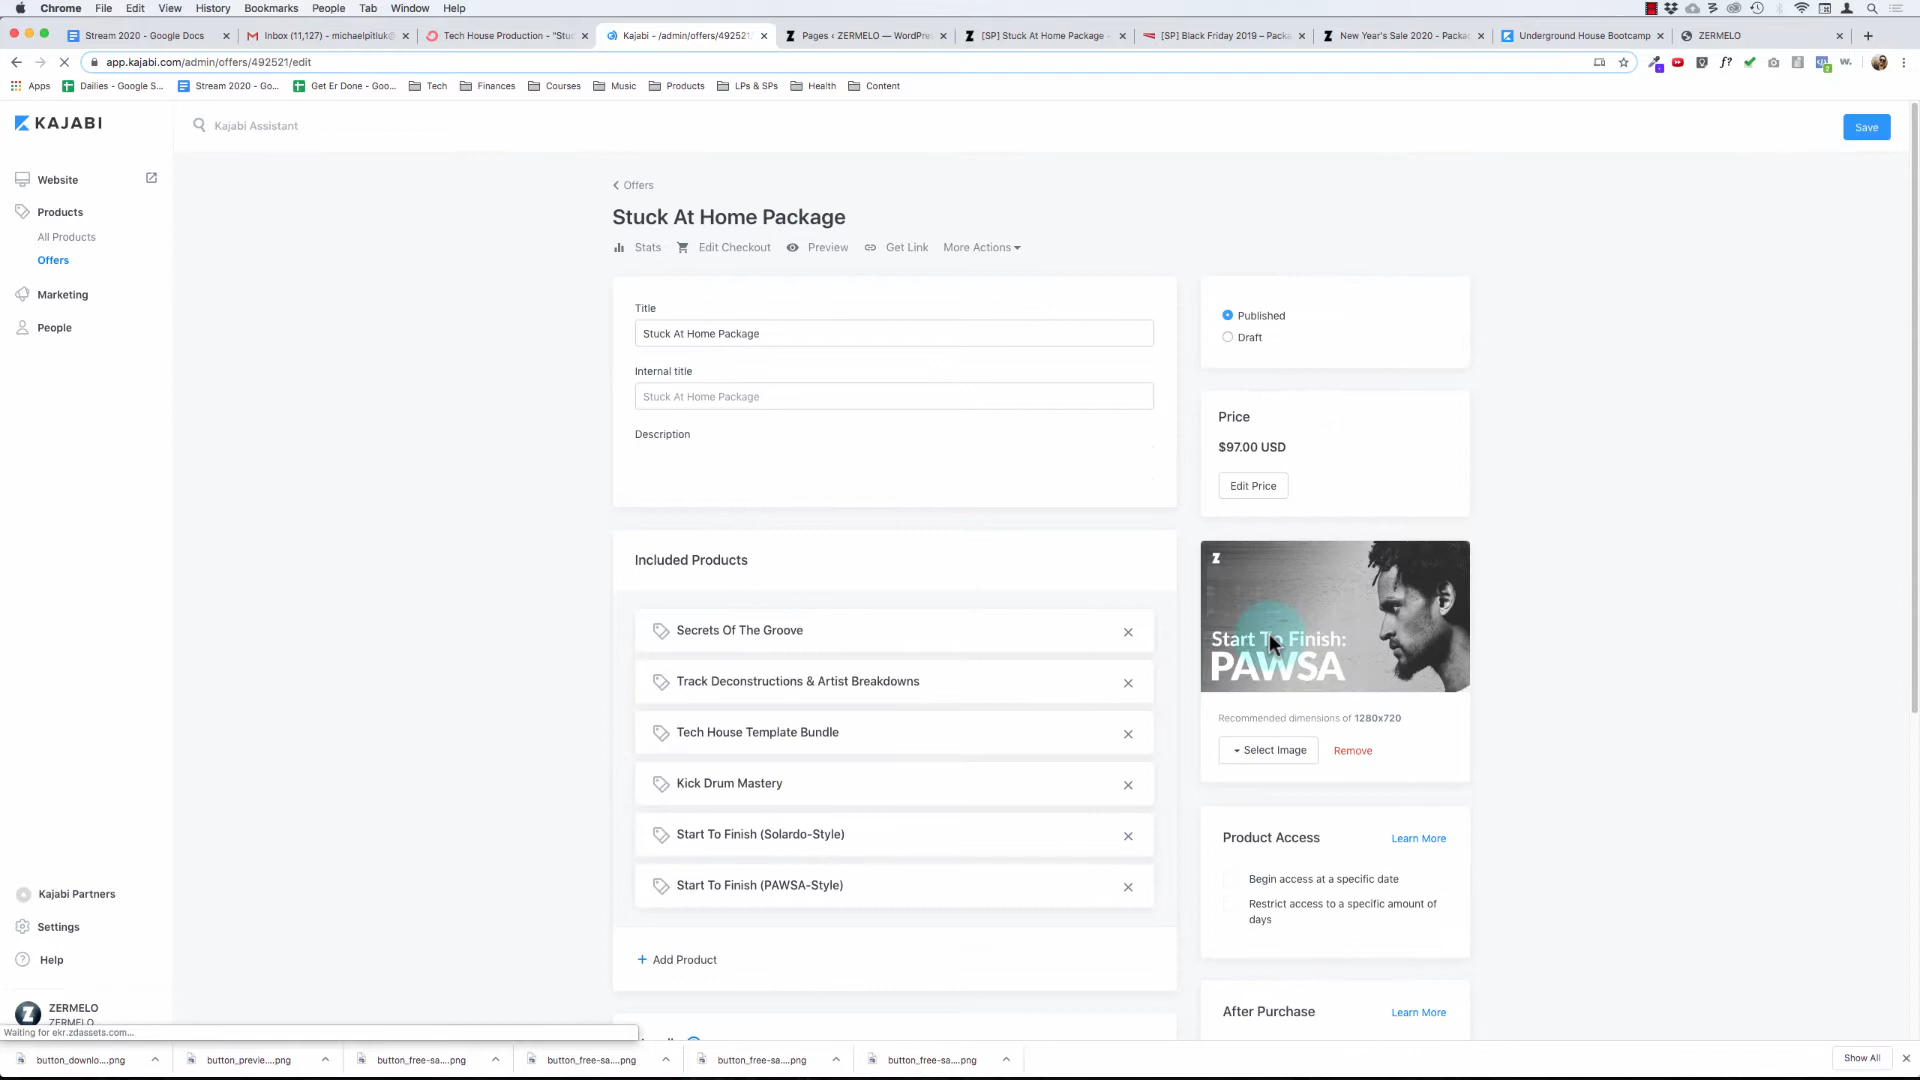 Chrome File Edit View History Bookmarks People Tab Window Help
Stream 2020 - Google Docs
Inbox (11,127) - michaelpitluk@
Tech House Production - "Stuc
Kajabi - /admin/offers/492521/
Pages ‹ ZERMELO — WordPre
[SP] Stuck At Home Package -
[SP] Black Friday 2019 – Pack
New Year's Sale 2020 - Packa
Underground House Bootcamp
ZERMELO
app.kajabi.com/admin/offers/492521/edit
Apps
Dailies - Google S...
Stream 2020 - Go...
Get Er Done - Goo...
Tech
Finances
Courses
Music
Products
LPs & SPs
Health
Content
KAJABI
Kajabi Assistant
Save
Website
Products
All Products
Offers
Marketing
People
Offers
Stuck At Home Package
Stats
Edit Checkout
Preview
Get Link
More Actions
Title
Stuck At Home Package
Internal title
Stuck At Home Package
Description
Published
Draft
Price
$97.00 USD
Edit Price
Included Products
Secrets Of The Groove
Track Deconstructions & Artist Breakdowns
Tech House Template Bundle
Kick Drum Mastery
Start To Finish (Solardo-Style)
Start To Finish (PAWSA-Style)
+ Add Product
Z
Start To Finish:
PAWSA
Recommended dimensions of 1280x720
Select Image
Remove
Product Access
Learn More
Begin access at a specific date
Restrict access to a specific amount of
days
After Purchase
Learn More
Kajabi Partners
Settings
Help
Z
ZERMELO
ZERMELO
Waiting for ekr.zdassets.com...
button_downlo....png
button_previe....png
button_free-sa....png
button_free-sa....png
button_free-sa....png
button_free-sa....png
Show All